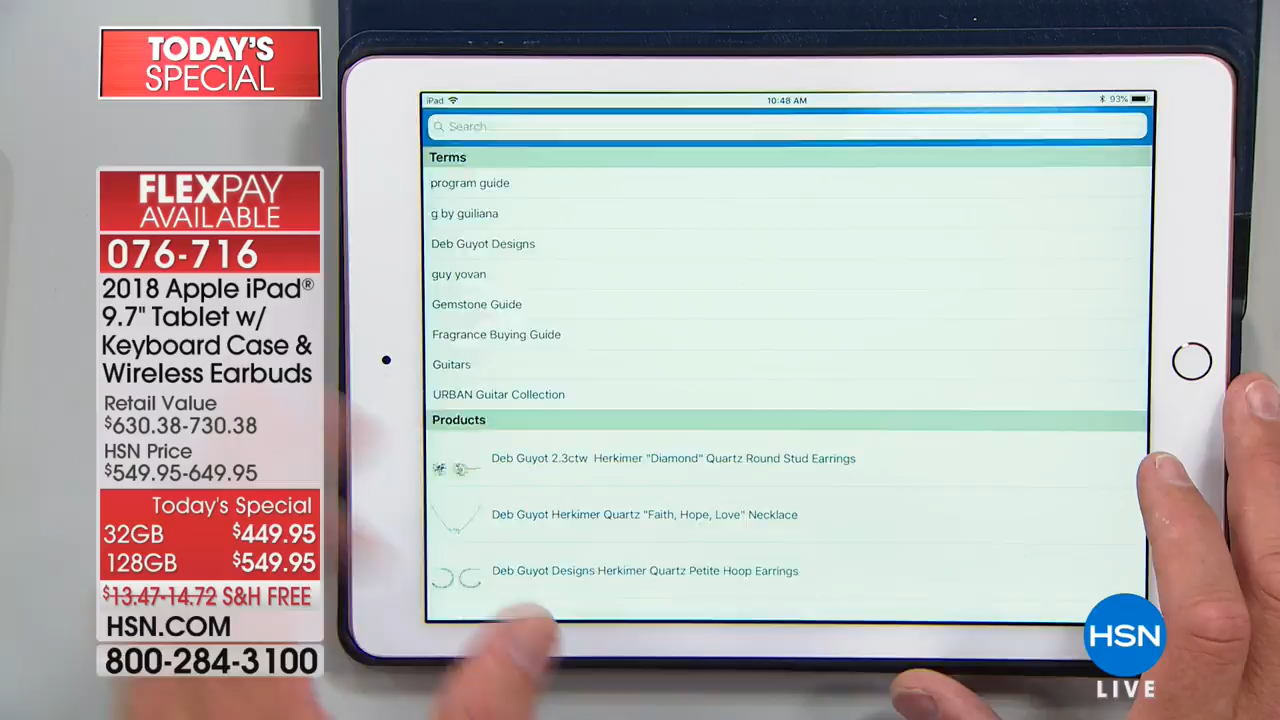 TODAY'S
SPECIAL
FLEXPAY
AVAILABLE
076-716
2018 Apple iPad®
9.7" Tablet w/
Keyboard Case &
Wireless Earbuds
Retail Value
$630.38-730.38
HSN Price
$549.95-649.95
Today's Special
32GB $449.95
128GB $549.95
$13.47-14.72 S&H FREE
HSN.COM
800-284-3100
iPad 10:48 AM 93%
Search
Terms
program guide
g by guiliana
Deb Guyot Designs
guy yovan
Gemstone Guide
Fragrance Buying Guide
Guitars
URBAN Guitar Collection
Products
Deb Guyot 2.3ctw Herkimer "Diamond" Quartz Round Stud Earrings
Deb Guyot Herkimer Quartz "Faith, Hope, Love" Necklace
Deb Guyot Designs Herkimer Quartz Petite Hoop Earrings
HSN
LIVE